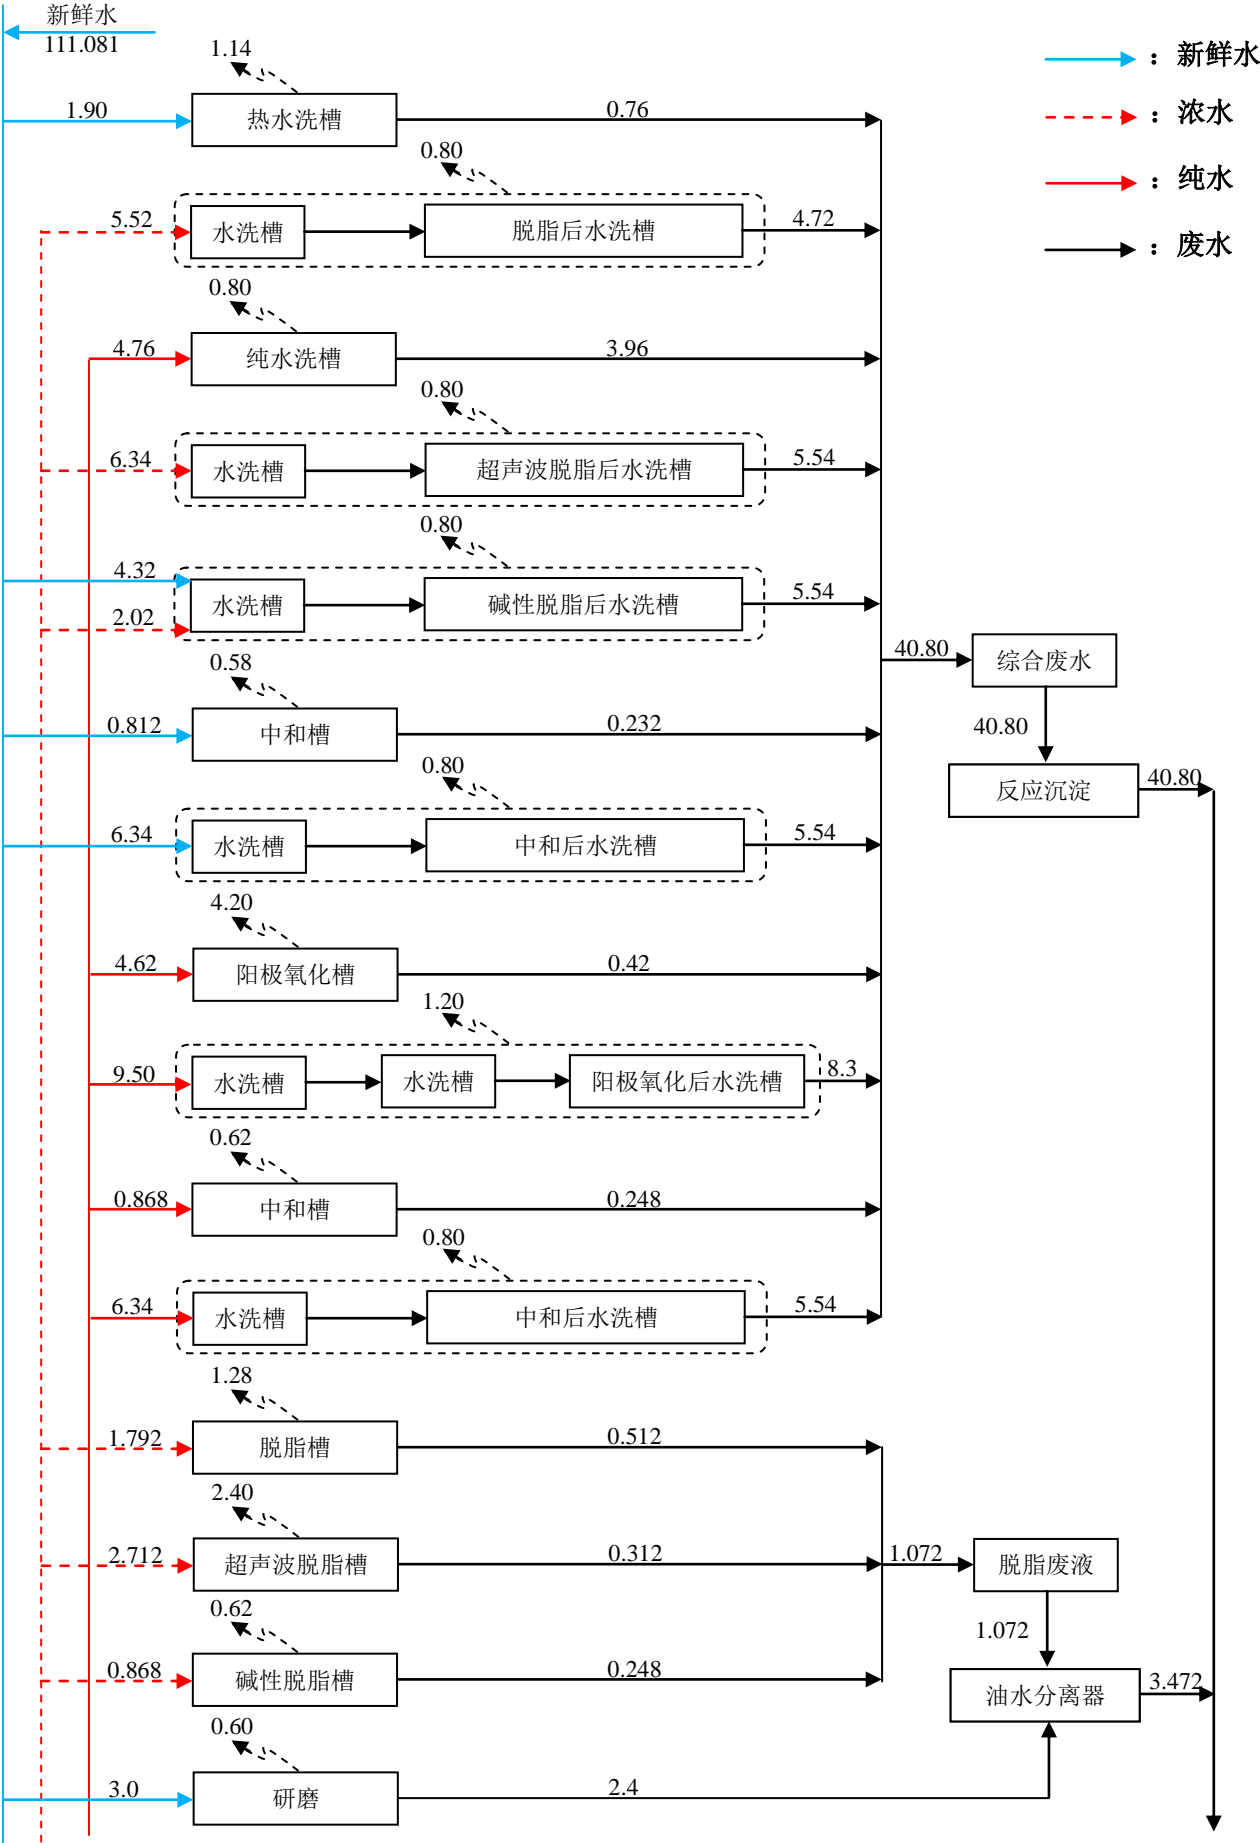 新鲜水
111.081
：新鲜水
：浓水
：纯水
：废水
1.14
1.90
热水洗槽
0.76
0.80
5.52
水洗槽
脱脂后水洗槽
4.72
0.80
4.76
纯水洗槽
3.96
0.80
6.34
水洗槽
超声波脱脂后水洗槽
5.54
0.80
4.32
2.02
水洗槽
碱性脱脂后水洗槽
5.54
40.80
综合废水
0.58
0.812
中和槽
0.232
40.80
反应沉淀
40.80
0.80
6.34
水洗槽
中和后水洗槽
5.54
4.20
4.62
阳极氧化槽
0.42
1.20
9.50
水洗槽
水洗槽
阳极氧化后水洗槽
8.3
0.62
0.868
中和槽
0.248
0.80
6.34
水洗槽
中和后水洗槽
5.54
1.28
1.792
脱脂槽
0.512
2.40
2.712
超声波脱脂槽
0.312
1.072
脱脂废液
0.62
0.868
碱性脱脂槽
0.248
1.072
油水分离器
3.472
0.60
3.0
研磨
2.4